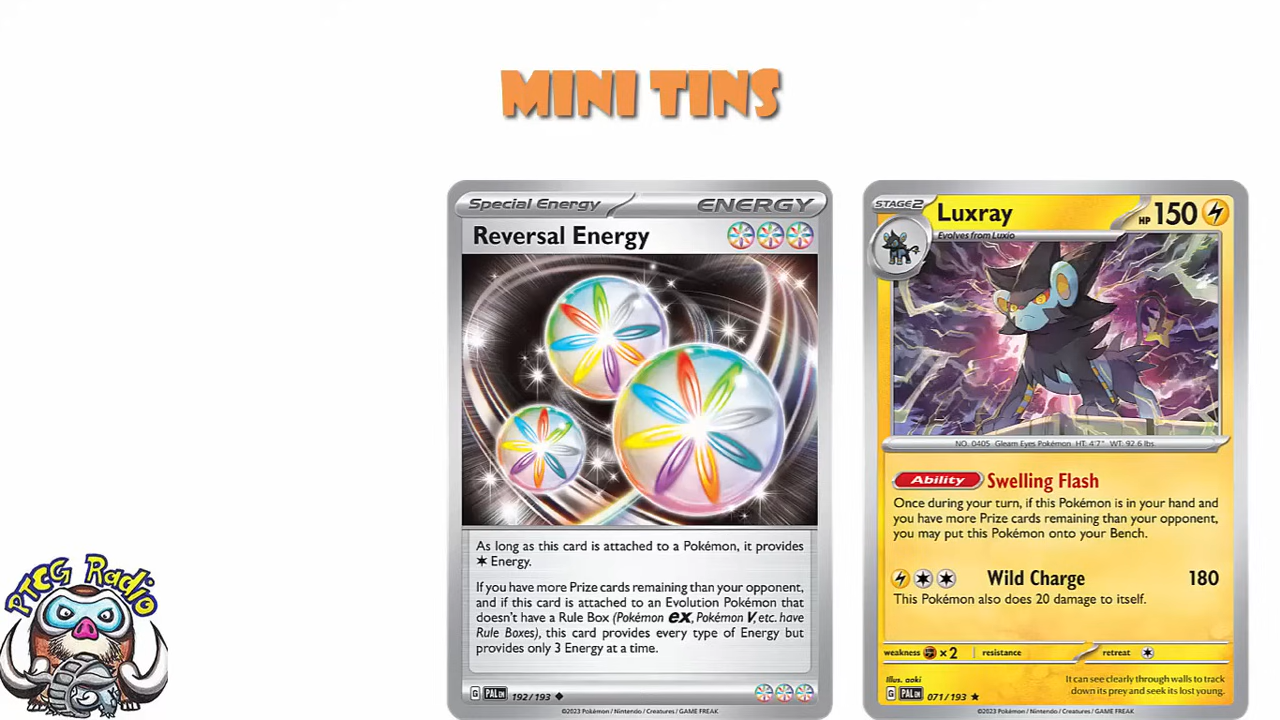 MINI TINS
Special Energy ENERGY
Reversal Energy
As long as this card is attached to a Pokémon, it provides
Energy.
If you have more Prize cards remaining than your opponent,
and if this card is attached to an Evolution Pokémon that
doesn't have a Rule Box (Pokémon ex, Pokémon V, etc. have
Rule Boxes), this card provides every type of Energy but
provides only 3 Energy at a time.
G PAL EN 192/193
©2023 Pokémon / Nintendo / Creatures / GAME FREAK
STAGE 2 Luxray HP 150
Evolves from Luxio
NO. 0405 Gleam Eyes Pokémon HT: 4'7" WT: 92.6 lbs.
Ability Swelling Flash
Once during your turn, if this Pokémon is in your hand and
you have more Prize cards remaining than your opponent,
you may put this Pokémon onto your Bench.
Wild Charge 180
This Pokémon also does 20 damage to itself.
weakness ×2 resistance retreat
Illus. aoki
G PAL EN 071/193
It can see clearly through walls to track
down its prey and seek its lost young.
©2023 Pokémon / Nintendo / Creatures / GAME FREAK
PTCG Radio